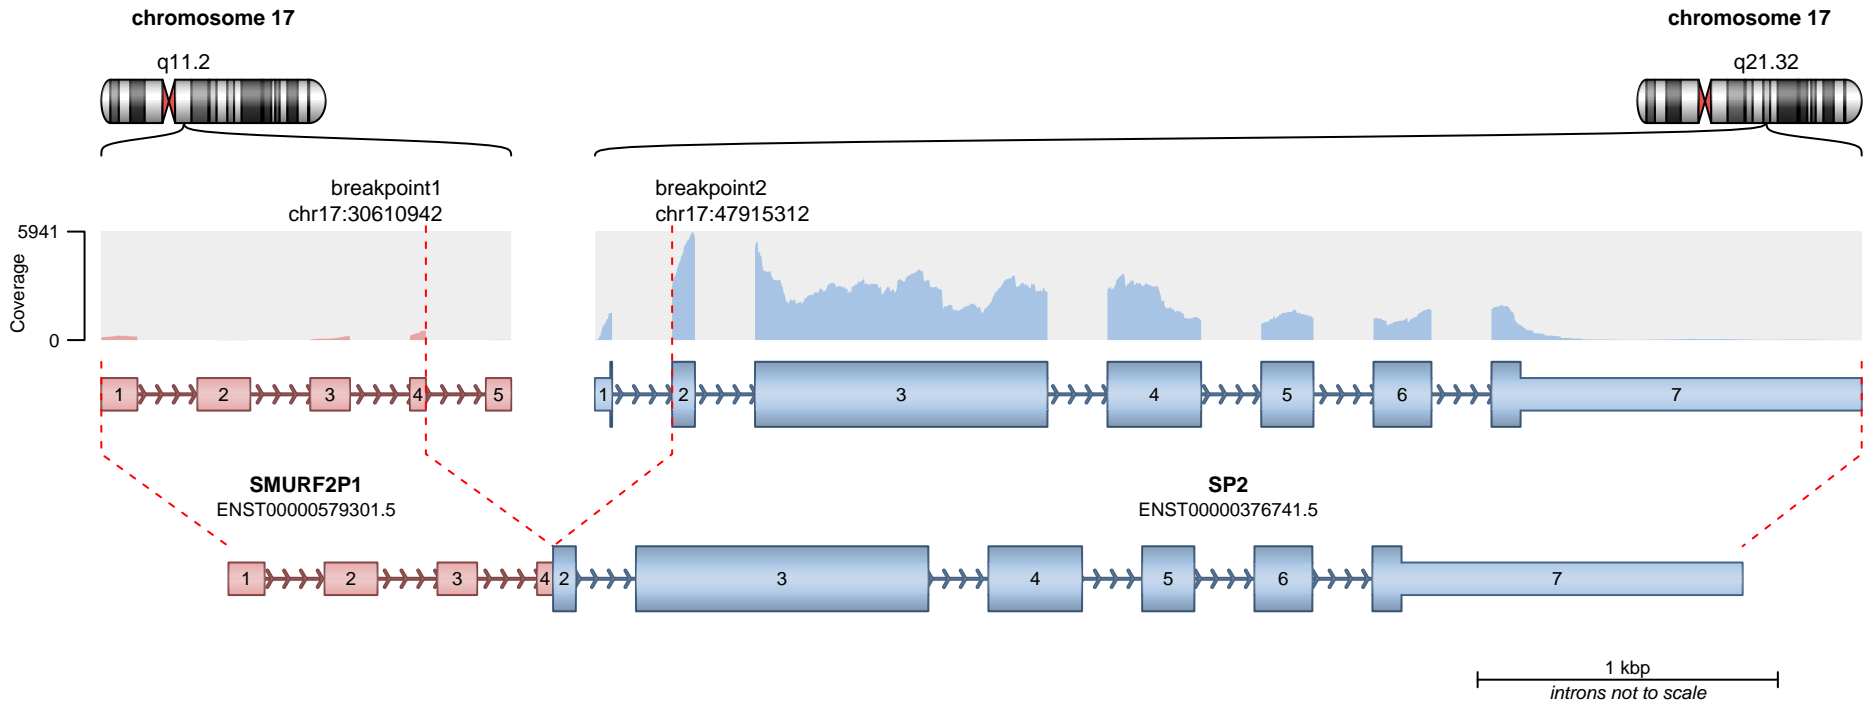 chromosome 17
chromosome 17
q11.2
q21.32
breakpoint1
chr17:30610942
breakpoint2
chr17:47915312
5941
0
Coverage
1 2 3 4 5
1 2 3 4 5 6 7
SMURF2P1
ENST00000579301.5
SP2
ENST00000376741.5
1 2 3 4 2 3 4 5 6 7
1 kbp
introns not to scale